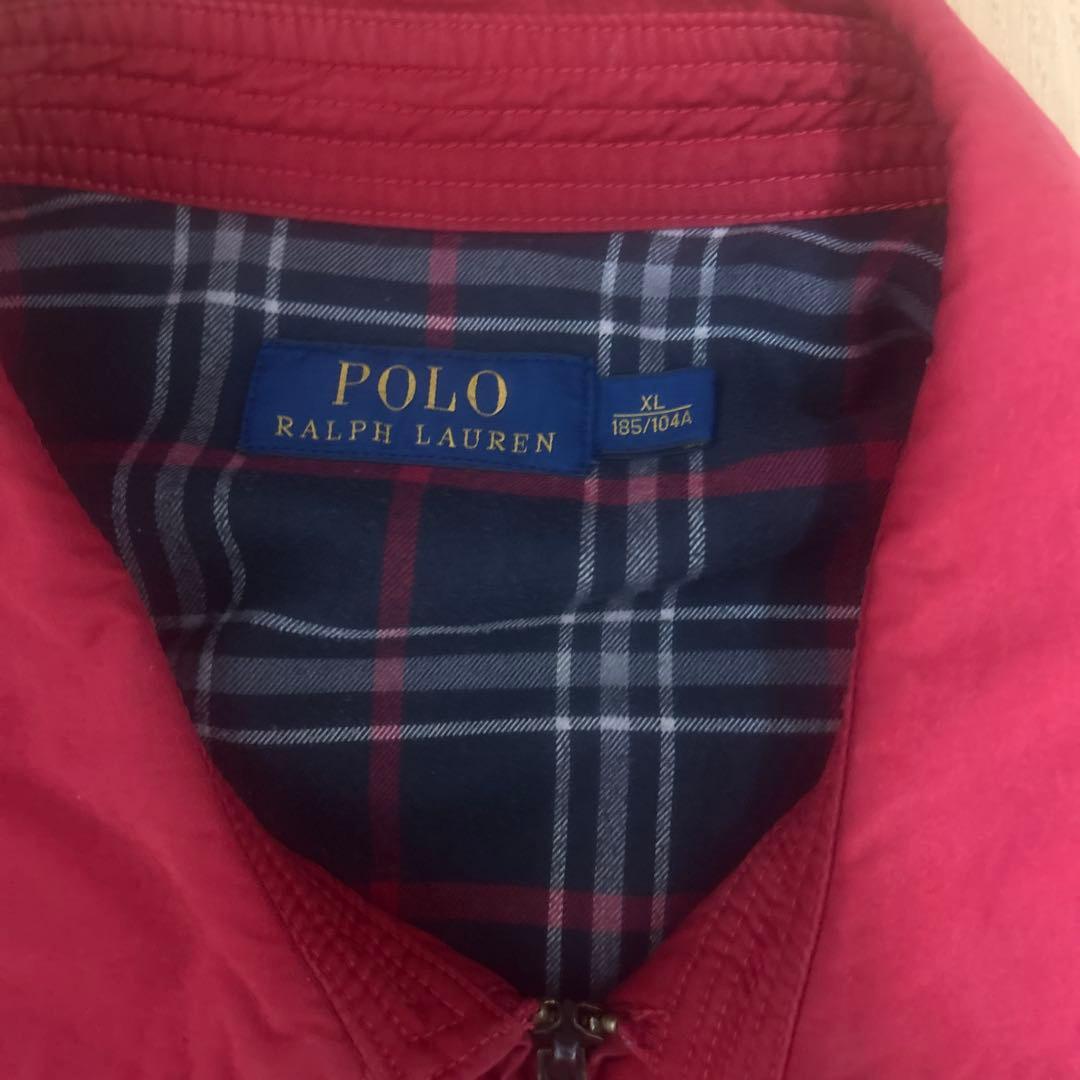 POLO
RALPH LAUREN
XL
185/104A